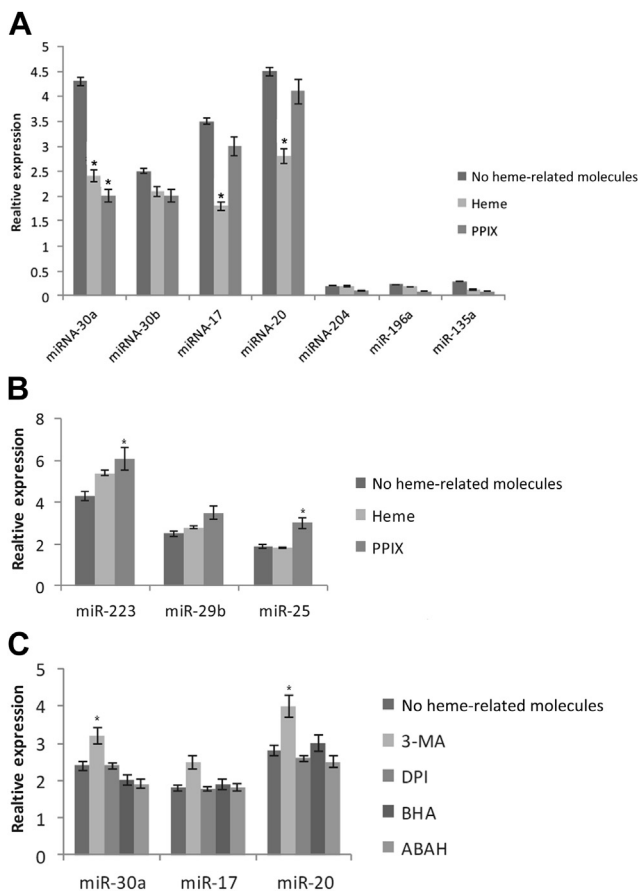 A
Realtive expression
5
4.5
4
3.5
3
2.5
2
1.5
1
0.5
0
* * * *
miRNA-30a miRNA-30b miRNA-17 miRNA-20 miRNA-204 miR-196a miR-135a
No heme-related molecules
Heme
PPIX
B
Realtive expression
8
6
4
2
0
* *
miR-223 miR-29b miR-25
No heme-related molecules
Heme
PPIX
C
Realtive expression
5
4
3
2
1
0
* *
miR-30a miR-17 miR-20
No heme-related molecules
3-MA
DPI
BHA
ABAH